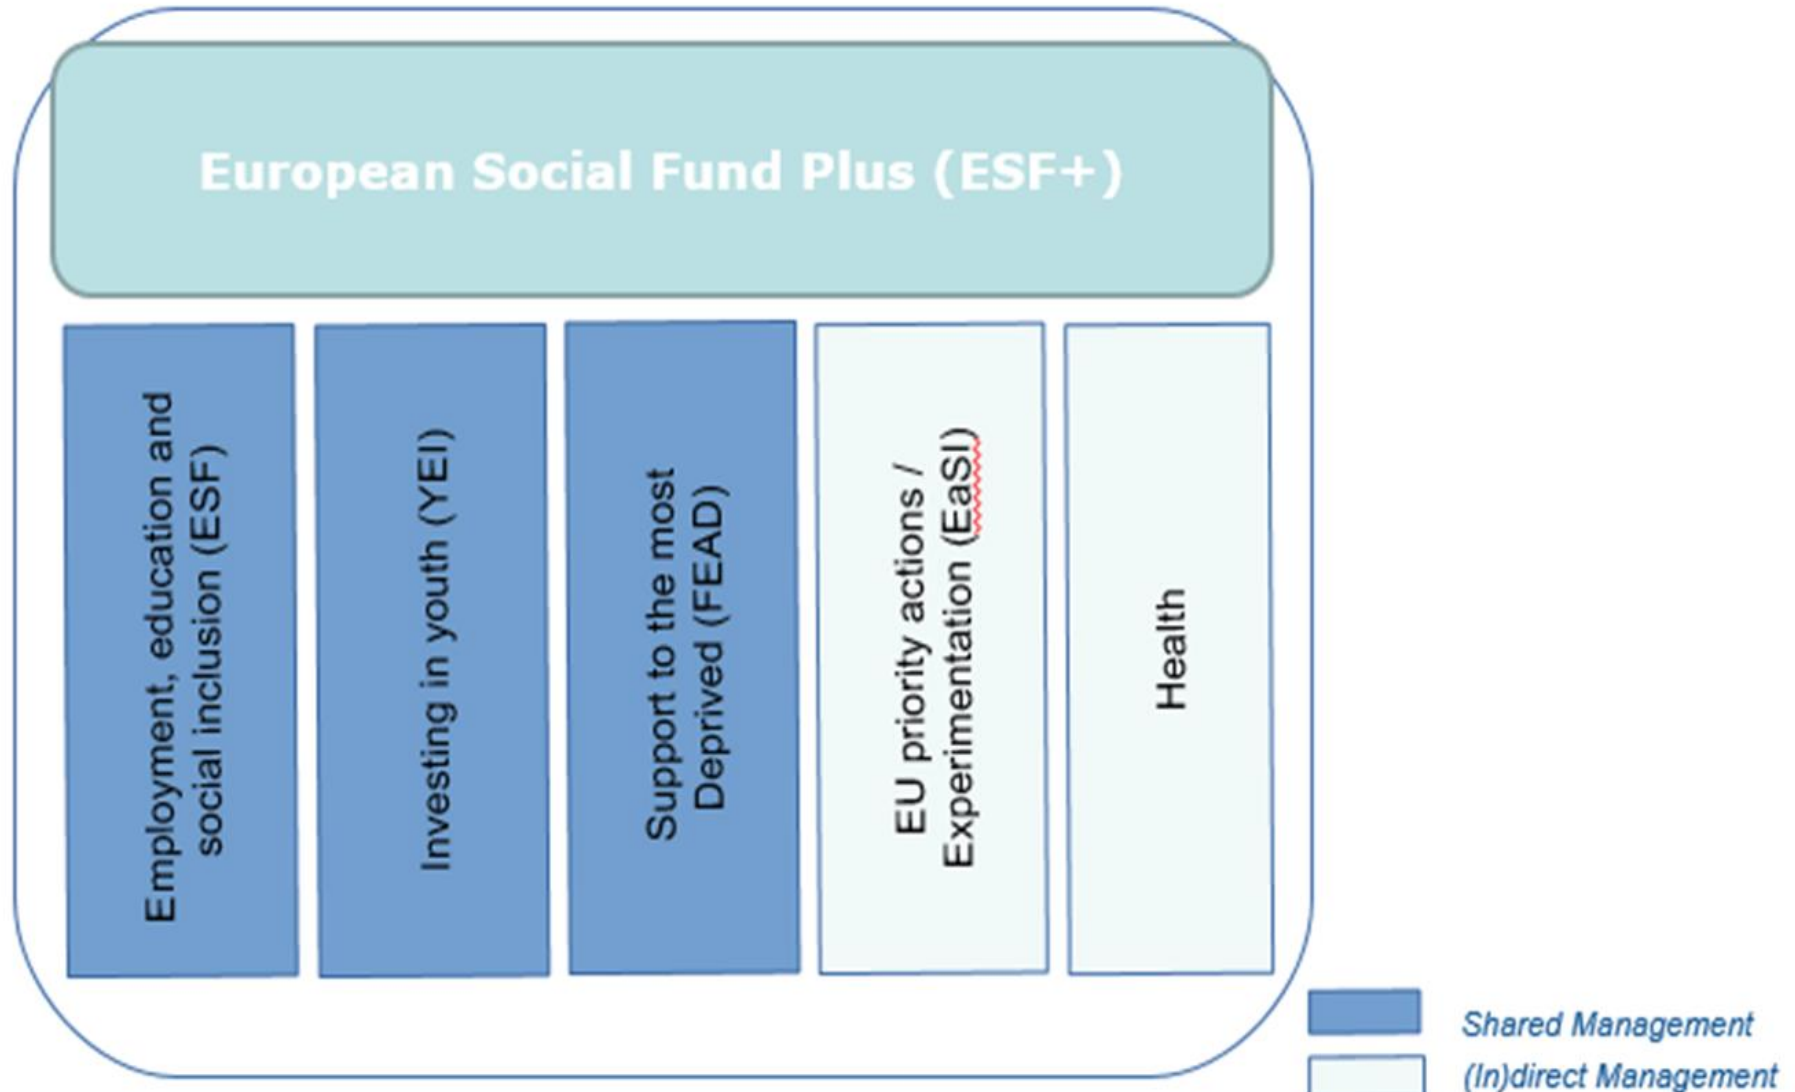 European Social Fund Plus (ESF+)
Employment, education and
social inclusion (ESF)
Investing in youth (YEI)
Support to the most
Deprived (FEAD)
EU priority actions /
Experimentation (EaSI)
Health
Shared Management
(In)direct Management